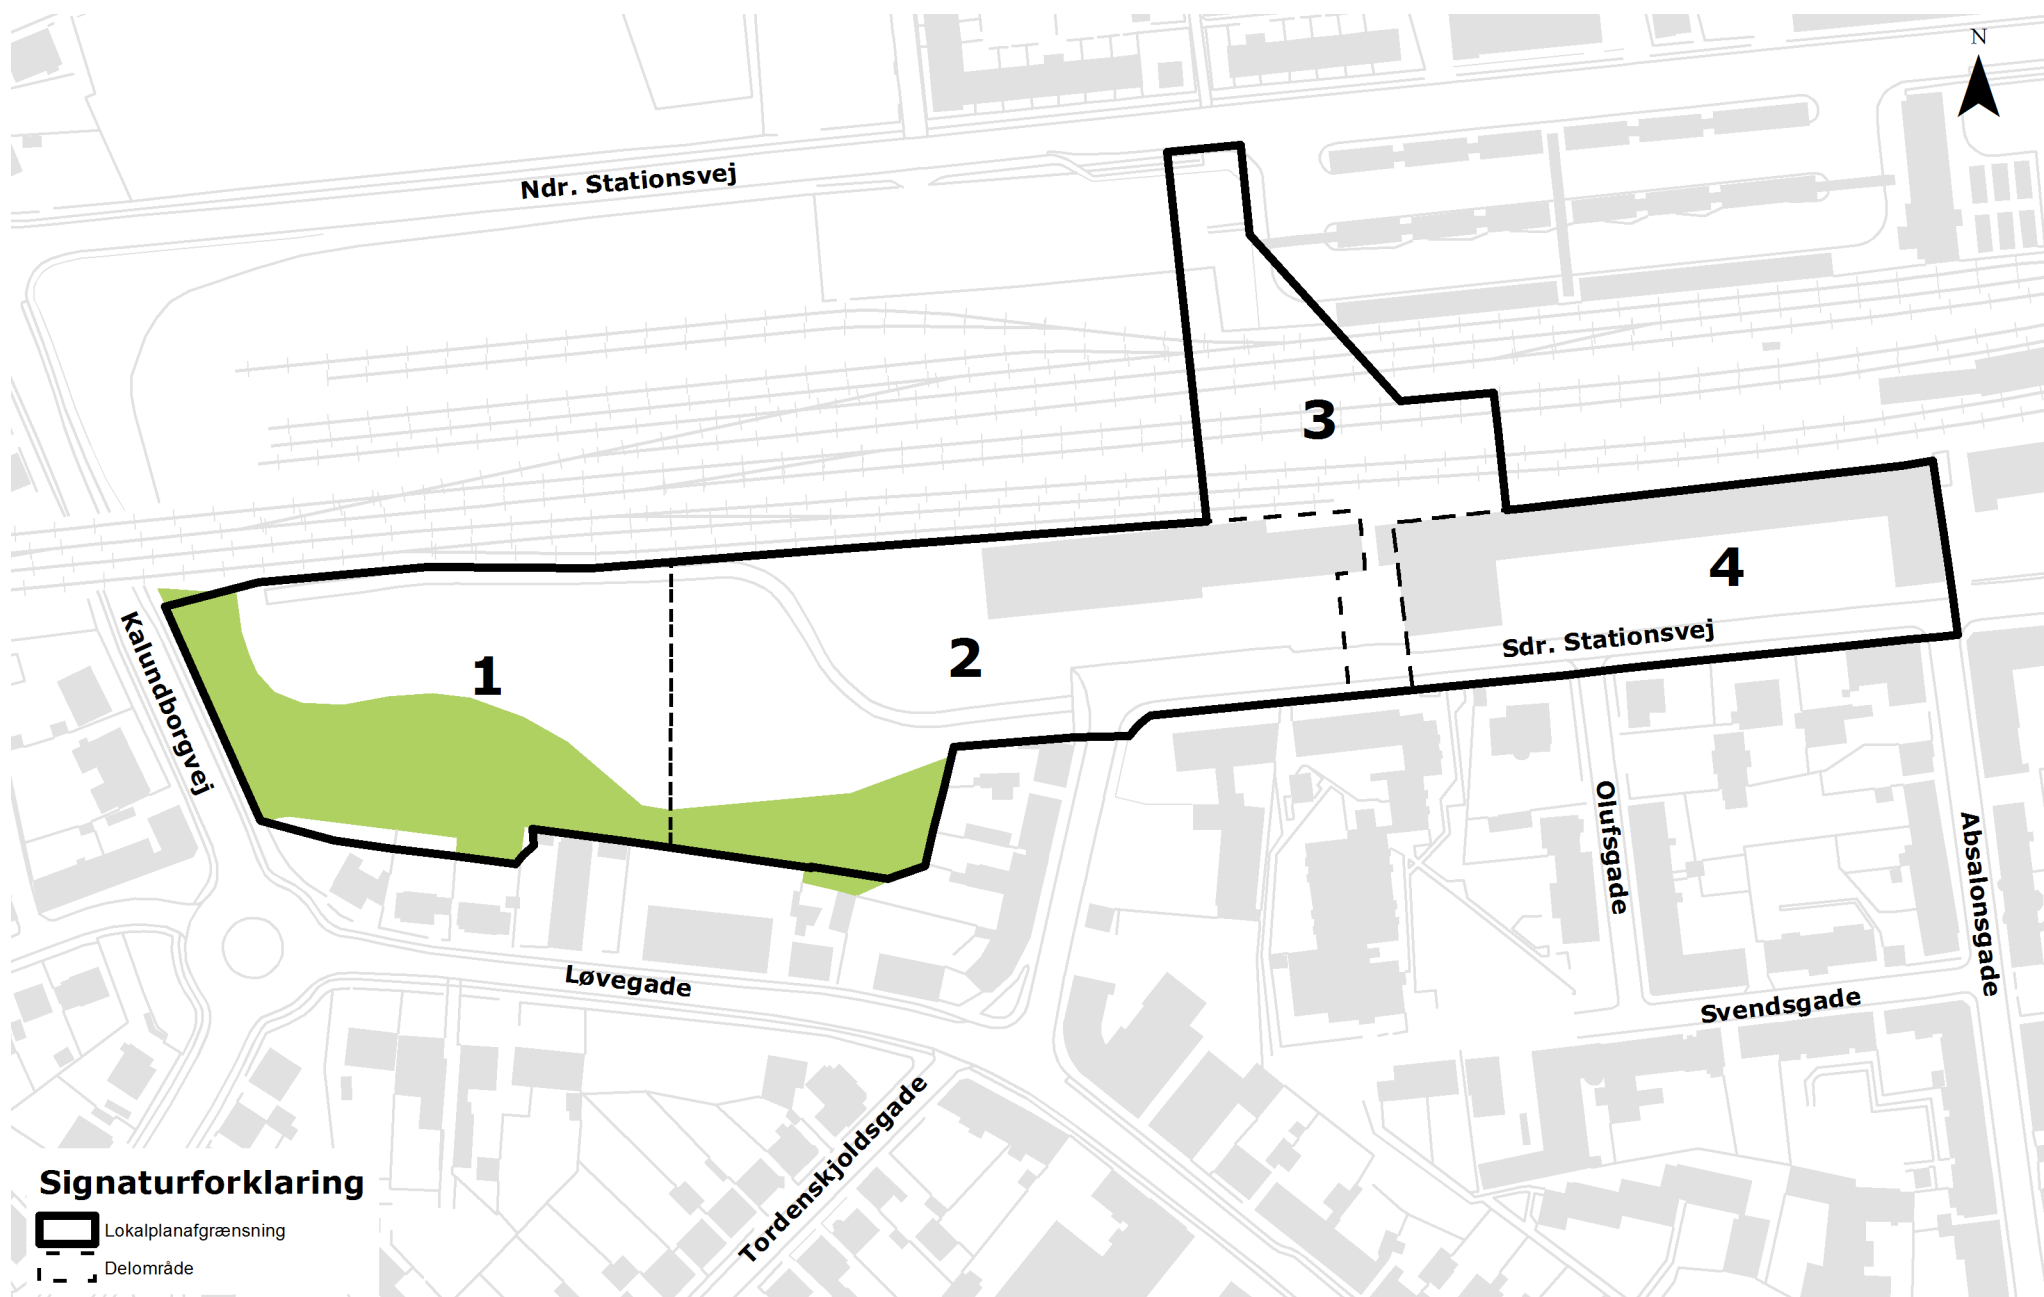 N
Ndr. Stationsvej
3
4
Sdr. Stationsvej
2
1
Kalundborgvej
Olufsgade
Absalonsgade
Løvegade
Svendsgade
Tordenskjoldsgade
Signaturforklaring
Lokalplanafgrænsning
Delområde